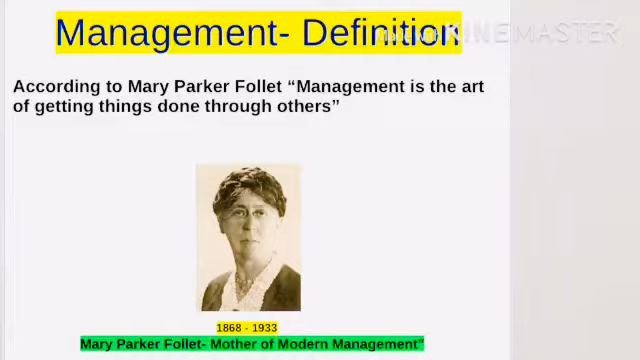 Management- Definition
KINEMASTER
According to Mary Parker Follet “Management is the art
of getting things done through others”
1868 - 1933
Mary Parker Follet- Mother of Modern Management"